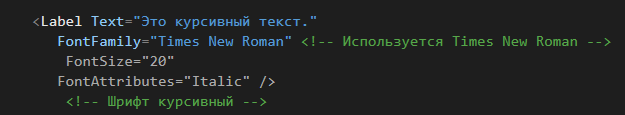 <Label Text="Это курсивный текст."
FontFamily="Times New Roman" <!-- Используется Times New Roman -->
FontSize="20"
FontAttributes="Italic" />
<!-- Шрифт курсивный -->